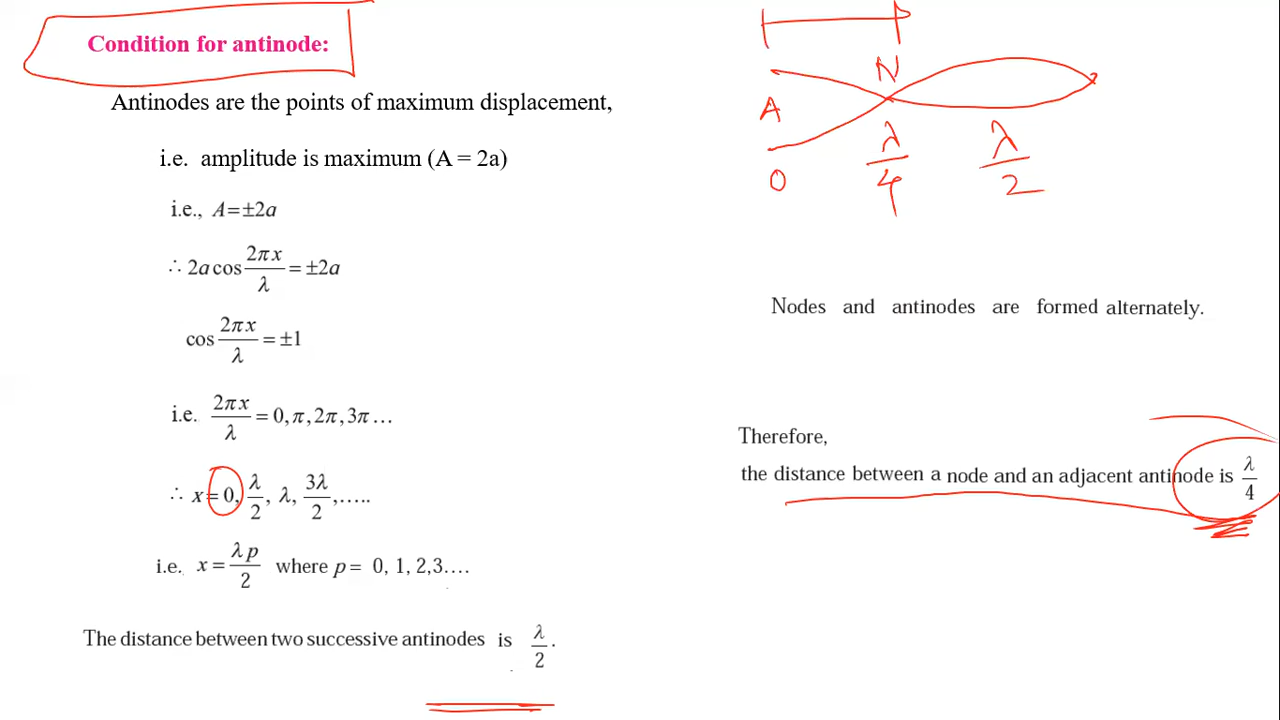 Condition for antinode:
Antinodes are the points of maximum displacement,
i.e. amplitude is maximum (A = 2a)
i.e., A=±2a
∴ 2a cos 2πx/λ = ±2a
cos 2πx/λ = ±1
i.e. 2πx/λ = 0, π, 2π, 3π ...
∴ x = 0, λ/2, λ, 3λ/2, .....
i.e. x = λp/2 where p = 0, 1, 2,3....
The distance between two successive antinodes is λ/2.
N
A
0
λ/4
λ/2
Nodes and antinodes are formed alternately.
Therefore,
the distance between a node and an adjacent antinode is λ/4